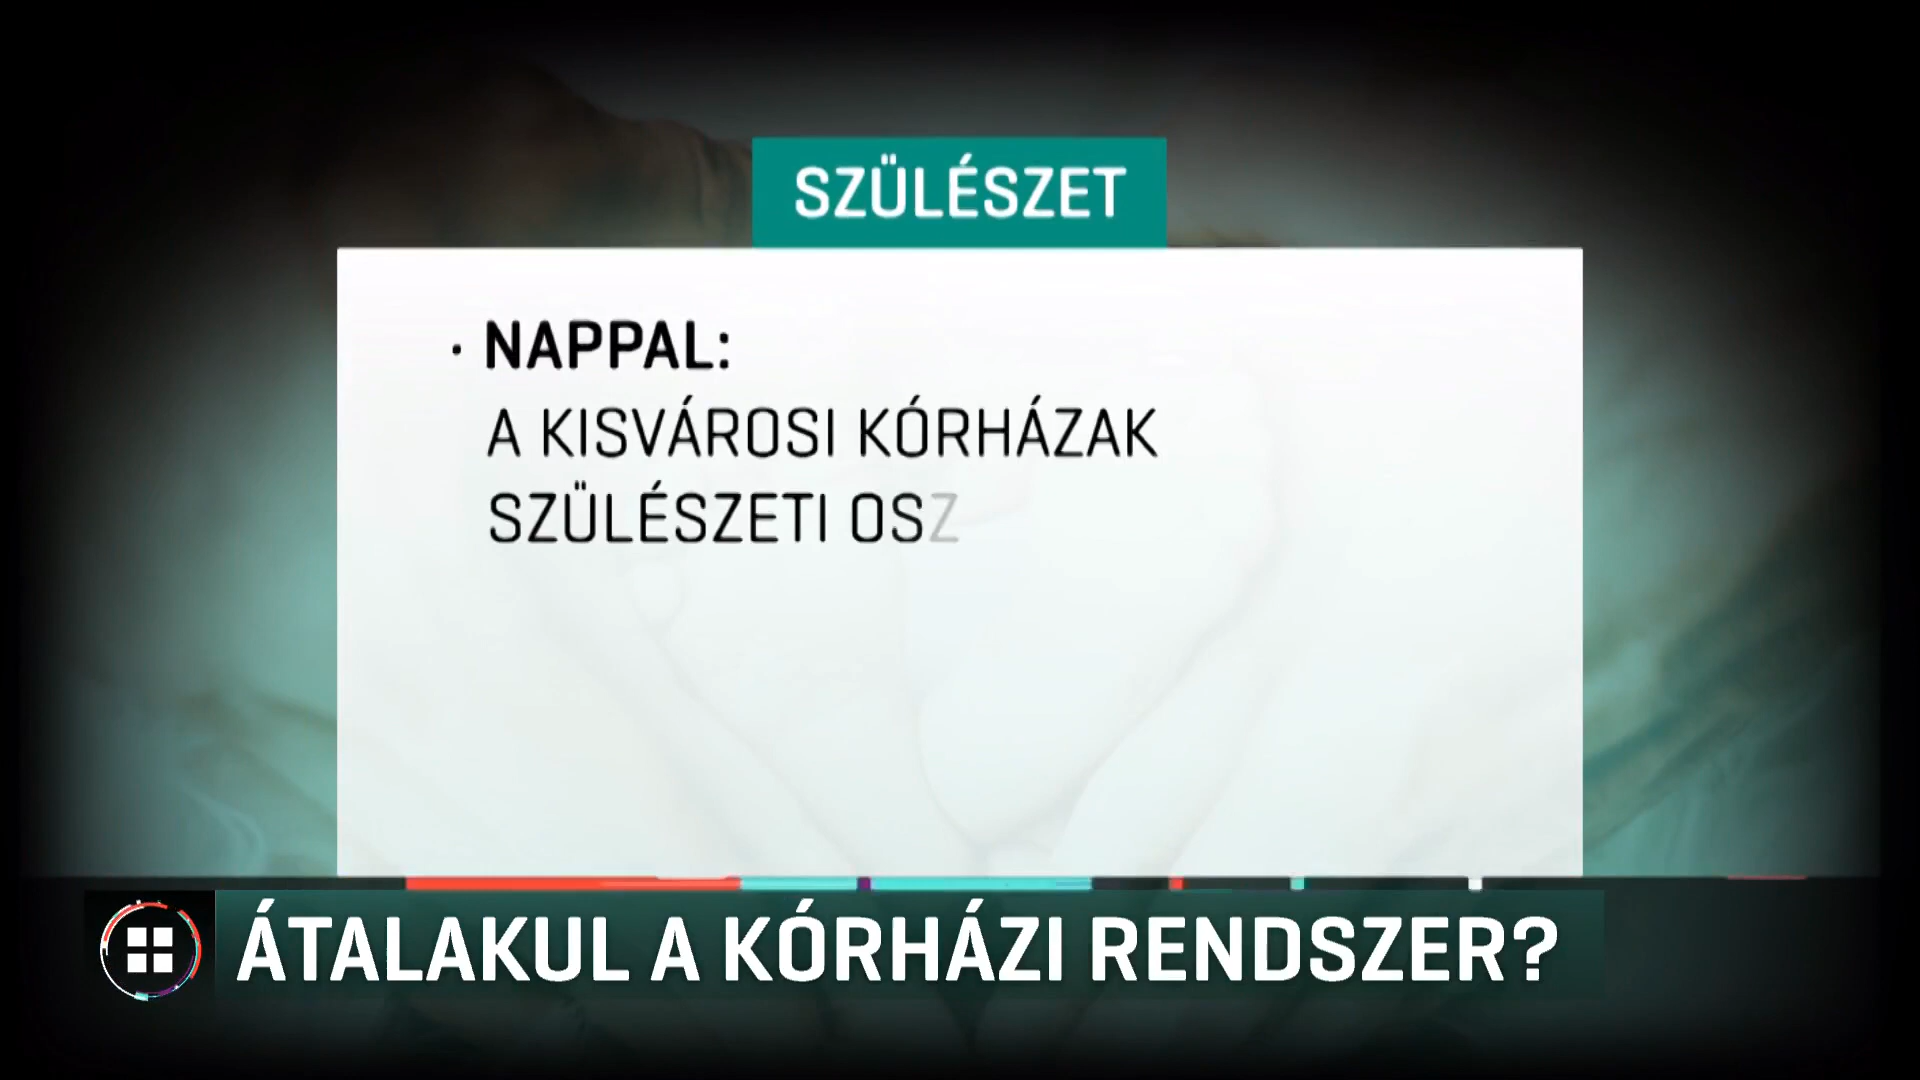 SZÜLÉSZET
· NAPPAL:
A KISVÁROSI KÓRHÁZAK
SZÜLÉSZETI OSZ
ÁTALAKUL A KÓRHÁZI RENDSZER?